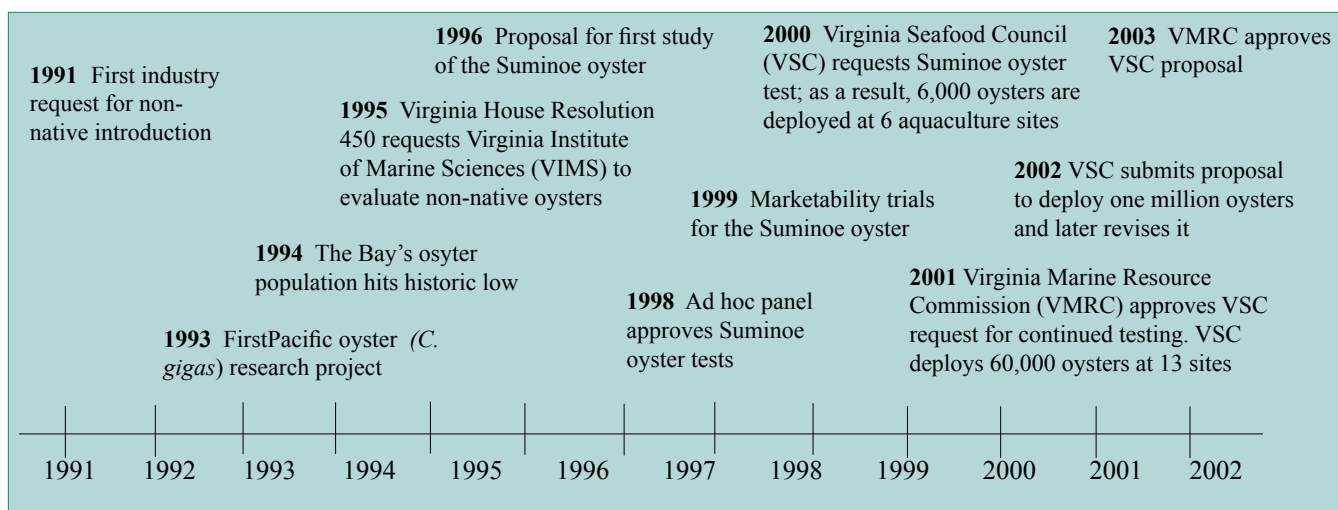 1991 First industry
request for non-
native introduction
1993 FirstPacific oyster (C.
gigas) research project
1994 The Bay's osyter
population hits historic low
1995 Virginia House Resolution
450 requests Virginia Institute
of Marine Sciences (VIMS) to
evaluate non-native oysters
1996 Proposal for first study
of the Suminoe oyster
1998 Ad hoc panel
approves Suminoe
oyster tests
1999 Marketability trials
for the Suminoe oyster
2000 Virginia Seafood Council
(VSC) requests Suminoe oyster
test; as a result, 6,000 oysters are
deployed at 6 aquaculture sites
2001 Virginia Marine Resource
Commission (VMRC) approves VSC
request for continued testing. VSC
deploys 60,000 oysters at 13 sites
2002 VSC submits proposal
to deploy one million oysters
and later revises it
2003 VMRC approves
VSC proposal
1991 1992 1993 1994 1995 1996 1997 1998 1999 2000 2001 2002